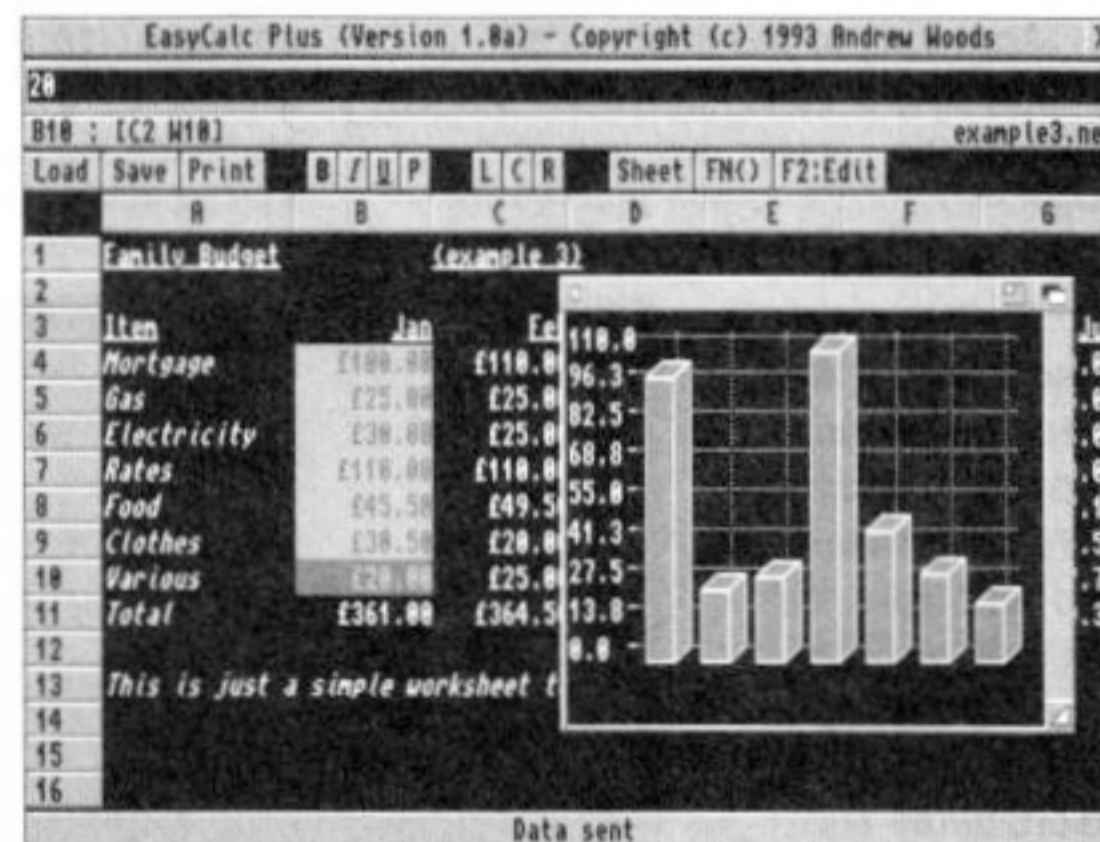 EasyCalc Plus (Version 1.0a) - Copyright (c) 1993 Andrew Woods
20
B10 : [C2 W10] example3.ne
Load Save Print B I U P L C R Sheet FN() F2:Edit
A B C D E F G
1 Family Budget (example 3)
2
3 Item Jan Fe Ju
4 Mortgage £100.00 £110.0
5 Gas £25.00 £25.0
6 Electricity £30.00 £25.0
7 Rates £110.00 £110.0
8 Food £45.50 £49.5
9 Clothes £30.50 £20.0
10 Various £20.00 £25.0
11 Total £361.00 £364.5
12
13 This is just a simple worksheet t
14
15
16
110.0
96.3
82.5
68.8
55.0
41.3
27.5
13.8
0.0
Data sent